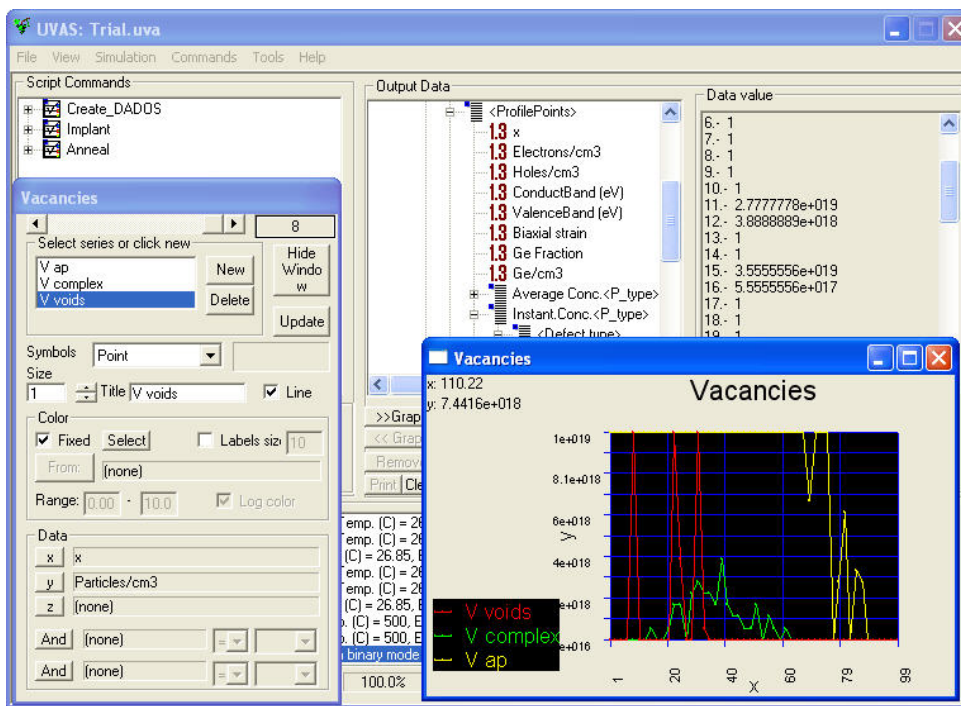 UVAS: Trial.uva
File View Simulation Commands Tools Help
Script Commands
Create_DADOS
Implant
Anneal
Output Data
<ProfilePoints>
1.3 x
1.3 Electrons/cm3
1.3 Holes/cm3
1.3 ConductBand (eV)
1.3 ValenceBand (eV)
1.3 Biaxial strain
1.3 Ge Fraction
1.3 Ge/cm3
Average Conc.<P_type>
Instant.Conc.<P_type>
<Defect type>
>>Grap
<< Grap
Remove
Print Cle
Data value
6.- 1
7.- 1
8.- 1
9.- 1
10.- 1
11.- 2.7777778e+019
12.- 3.8888889e+018
13.- 1
14.- 1
15.- 3.5555556e+019
16.- 5.5555556e+017
17.- 1
18.- 1
19.- 1
Vacancies
8
Select series or click new
V ap
V complex
V voids
New
Delete
Hide
Windo
w
Update
Symbols Point
Size
1 Title V voids Line
Color
Fixed Select Labels size 10
From: (none)
Range: 0.00 - 10.0 Log color
Data
x x
y Particles/cm3
z (none)
And (none) =
And (none) =
Temp. (C) = 26
Temp. (C) = 26
(C) = 26.85, E
Temp. (C) = 26
Temp. (C) = 26
(C) = 26.85, E
. (C) = 500, E
. (C) = 500, E
binary mode
100.0%
Vacancies
x: 110.22
y: 7.4416e+018
Vacancies
1e+019
8.1e+018
6e+018
4e+018
e+018
e+016
y
V voids
V complex
V ap
1 20 40 60 79 99
x